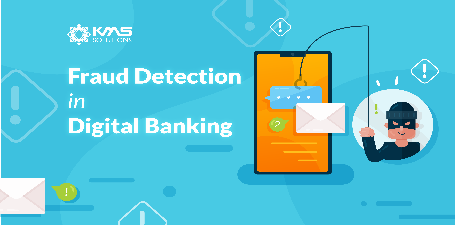 KMS
SOLUTIONS
Fraud Detection
in
Digital Banking